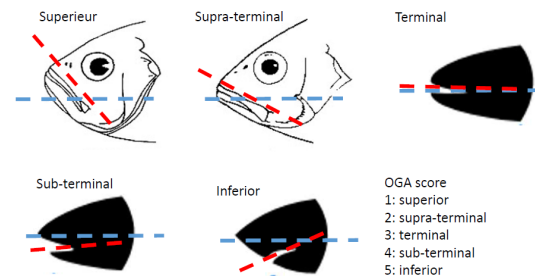 Superieur
Supra-terminal
Terminal
Sub-terminal
Inferior
OGA score
1: superior
2: supra-terminal
3: terminal
4: sub-terminal
5: inferior